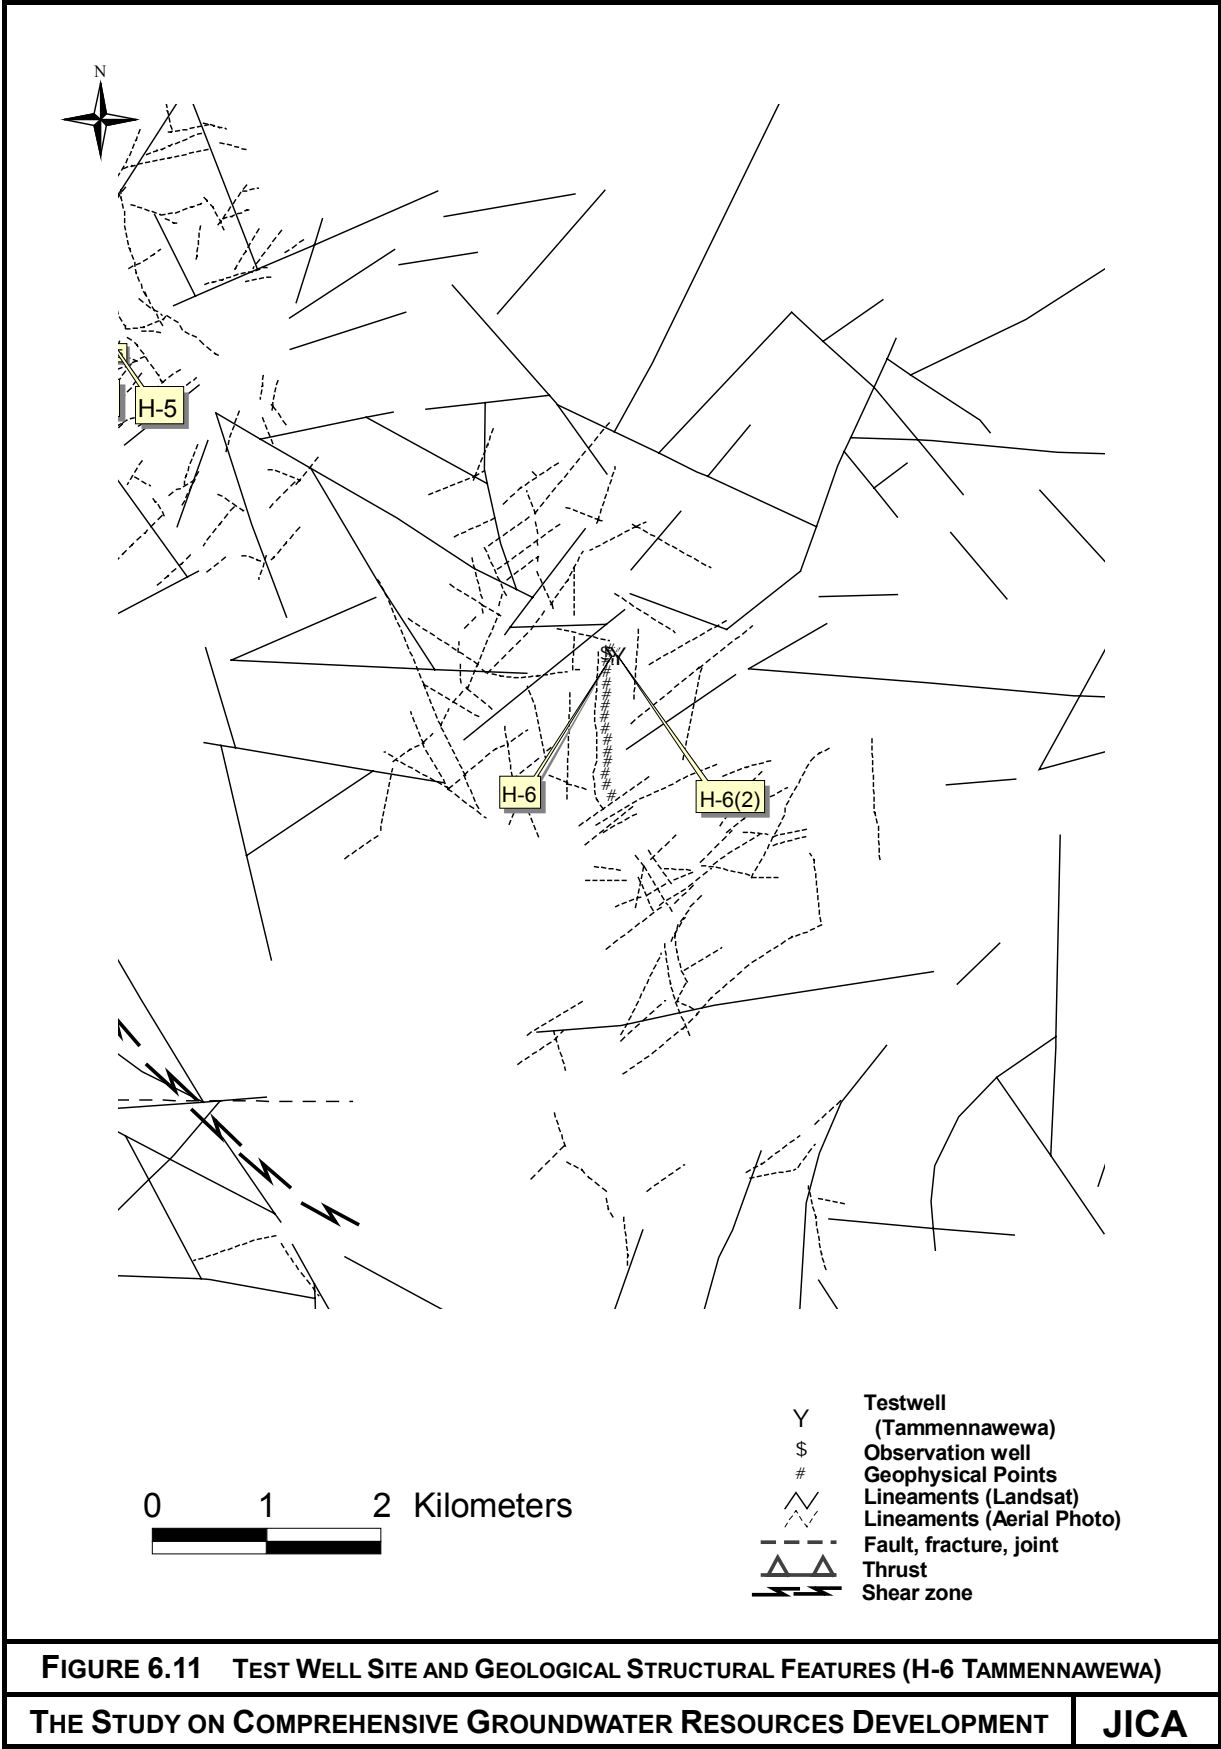 N
H-5
$
Y
#
#
#
#
#
#
#
#
#
#
#
#
H-6
H-6(2)
Y Testwell
(Tammennawewa)
$ Observation well
# Geophysical Points
Lineaments (Landsat)
Lineaments (Aerial Photo)
Fault, fracture, joint
Thrust
Shear zone
0 1 2 Kilometers
FIGURE 6.11 TEST WELL SITE AND GEOLOGICAL STRUCTURAL FEATURES (H-6 TAMMENNAWEWA)
THE STUDY ON COMPREHENSIVE GROUNDWATER RESOURCES DEVELOPMENT JICA